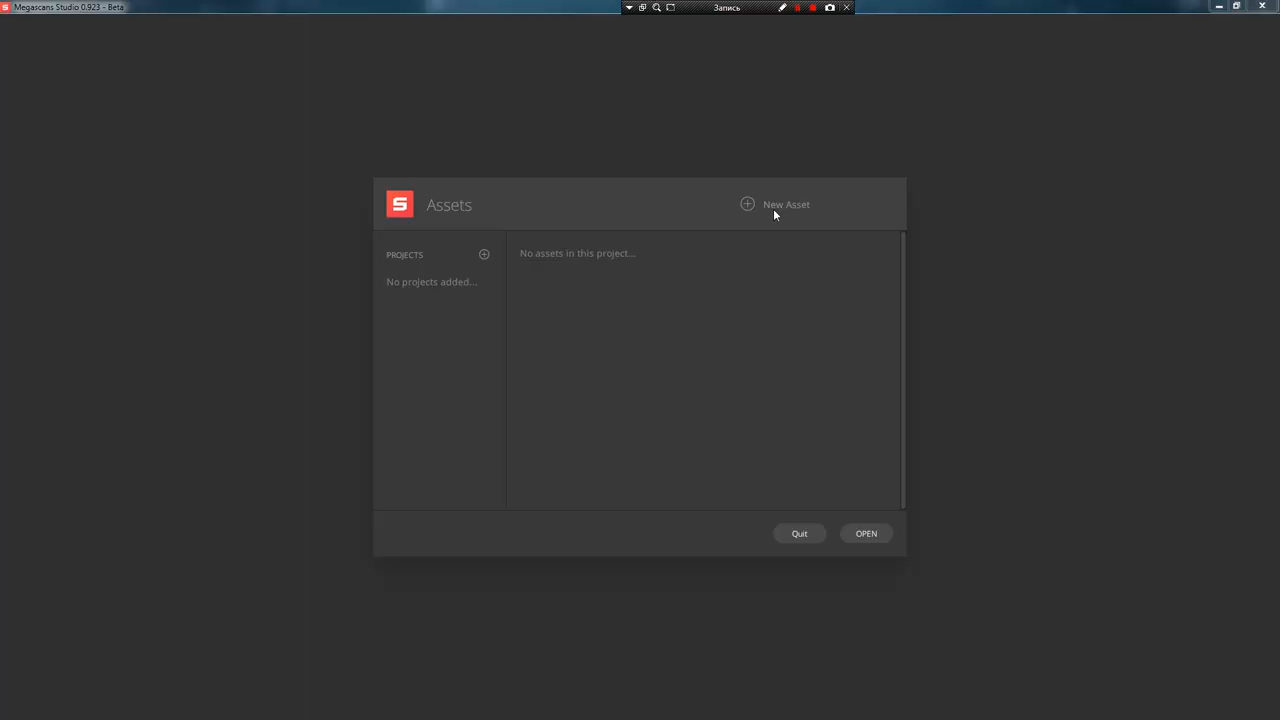 Megascans Studio 0.923 - Beta
Запись
Assets
New Asset
PROJECTS
No projects added...
No assets in this project...
Quit
OPEN